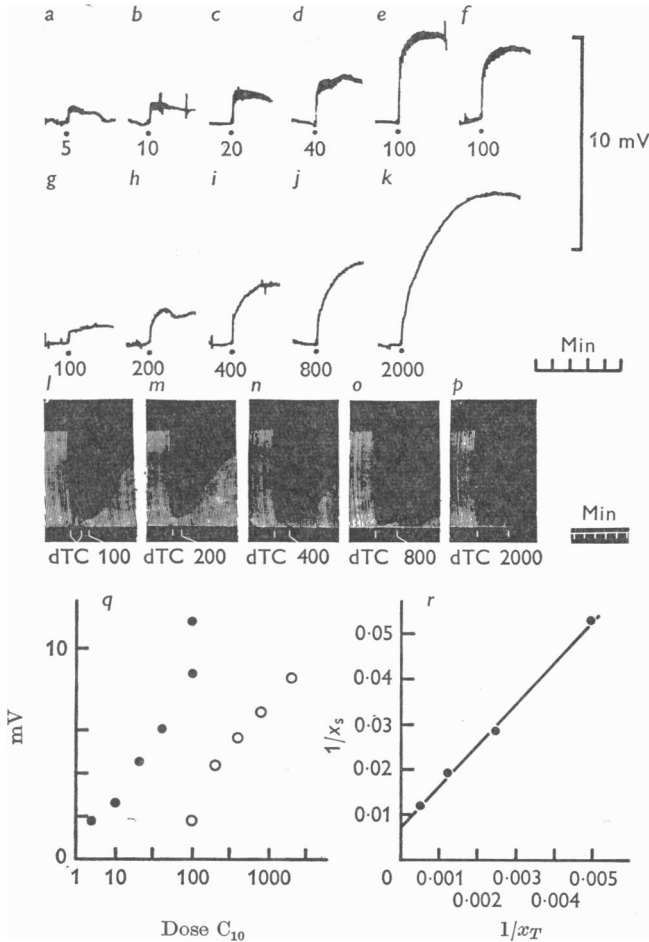 a b c d e f
5 10 20 40 100 100
10 mV
g h i j k
100 200 400 800 2000
Min
l m n o p
dTC 100 dTC 200 dTC 400 dTC 800 dTC 2000
Min
q
mV
10
0
1 10 100 1000
Dose C₁₀
r
1/xₛ
0·05
0·04
0·03
0·02
0·01
0 0·001 0·003 0·005
0·002 0·004
1/x_T